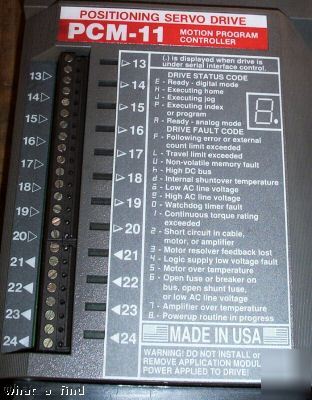 POSITIONING SERVO DRIVE
PCM-11 MOTION PROGRAM CONTROLLER
(.) is displayed when drive is
under serial interface control.
DRIVE STATUS CODE
E - Ready - digital mode
H - Executing home
J - Executing jog
P - Executing index
or program
R - Ready - analog mode
DRIVE FAULT CODE
F - Following error or external
count limit exceeded
L - Travel limit exceeded
U - Non-volatile memory fault
h - High DC bus
d - Internal shuntover temperature
G - Low AC line voltage
e - High AC line voltage
0 - Watchdog timer fault
1 - Continuous torque rating
exceeded
2 - Short circuit in cable,
motor, or amplifier
3 - Motor resolver feedback lost
4 - Logic supply low voltage fault
5 - Motor over temperature
6 - Open fuse or breaker on
bus, open shunt fuse,
or low AC line voltage
7 - Amplifier over temperature
8 - Powerup routine in progress
MADE IN USA
WARNING: DO NOT INSTALL or
REMOVE APPLICATION MODUL
POWER APPLIED TO DRIVE!
13
14
15
16
17
18
19
20
21
22
23
24
13
14
15
16
17
18
19
20
21
22
23
24
What a find